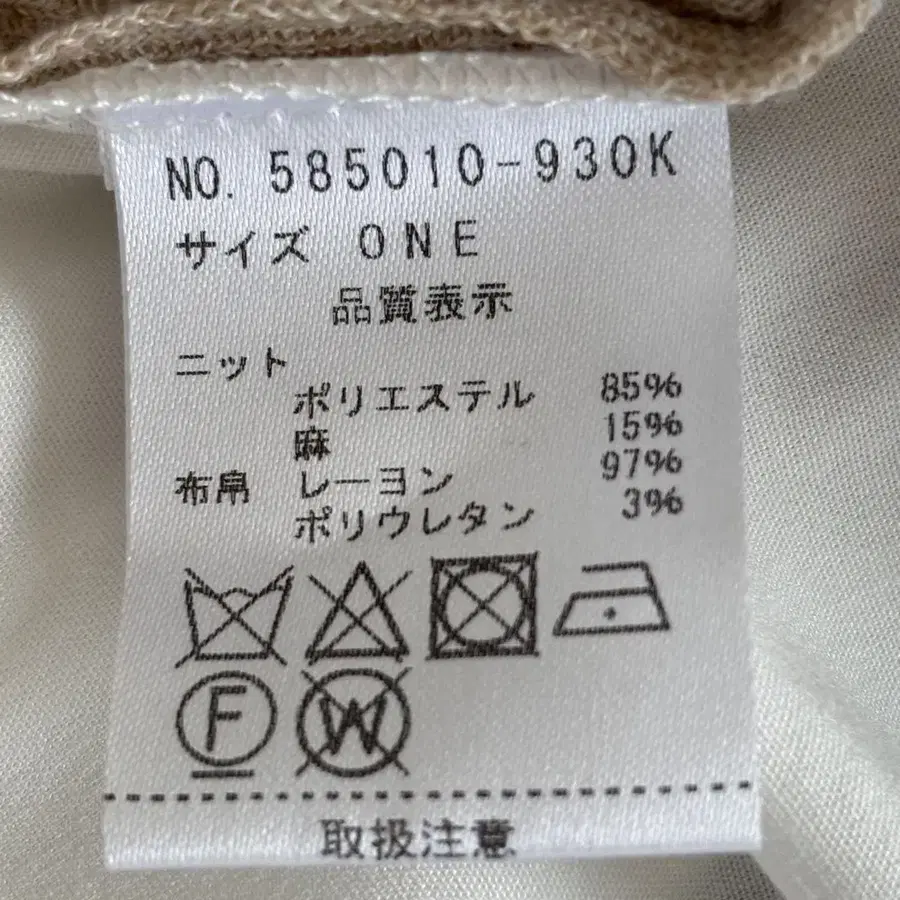 NO. 585010-930K
サイズ ONE
品質表示
ニット
ポリエステル 85%
麻 15%
布帛 レーヨン 97%
ポリウレタン 3%
F W
取扱注意